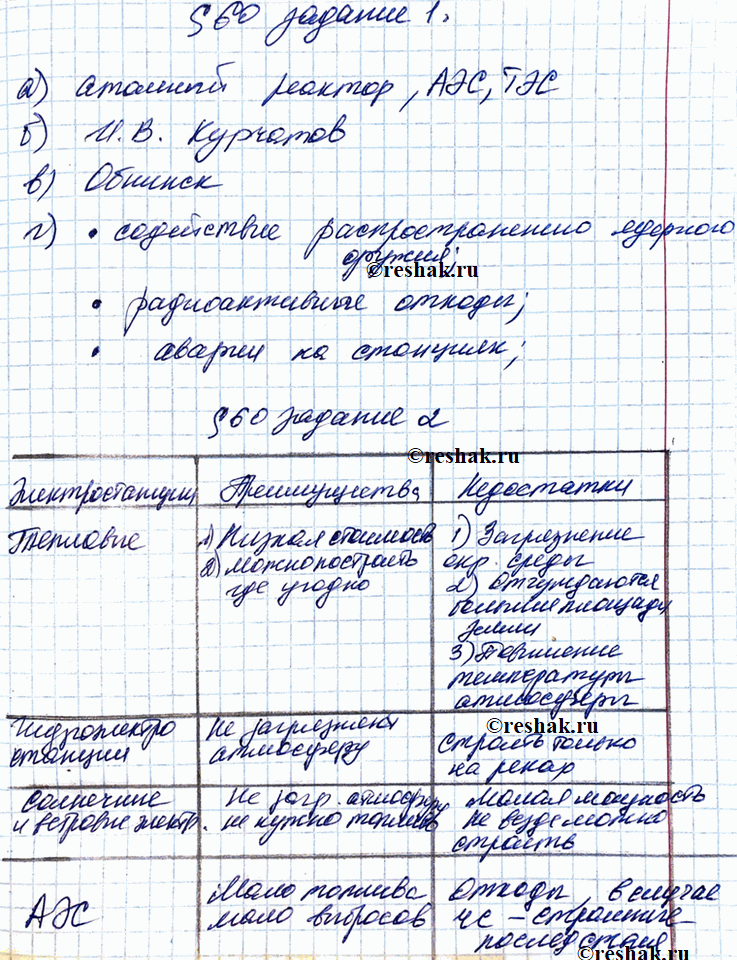 §60 задание 1.
а) атомный реактор, АЭС, ТЭС
б) И.В. Курчатов
в) Обнинск
г) • содействие распространению ядерного
оружия;
©reshak.ru
• радиоактивные отходы;
• аварии на станциях;
§60 задание 2
©reshak.ru
Электростанции Преимущества Недостатки
Тепловые
1) Низкая стоимость
2) можно построить
где угодно
1) Загрязнение
окр. среды
2) Отчуждаются
большие площади
земли
3) Повышение
температуры
атмосферы
Гидроэлектро
станции
Не загрязняет
атмосферу
©reshak.ru
Строить только
на реках
Солнечные
и ветровые электр.
Не загр. атмосферу
не нужно топливо
Малая мощность
Не везде можно
строить
АЭС
Мало топлива
мало выбросов
Отходы, в случае
ЧС – страшные
последствия
©reshak.ru